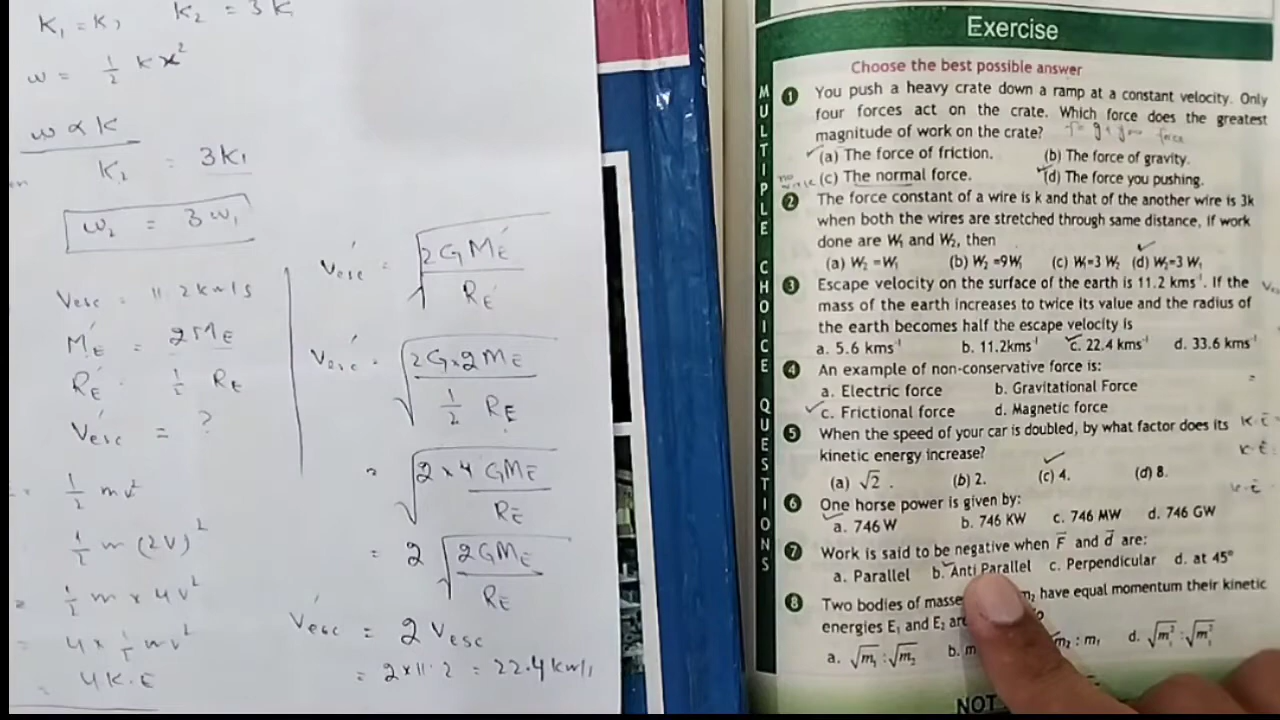 K₁ = K, K₂ = 3K
w = 1/2 Kx²
w ∝ K
K₂ = 3K₁
w₂ = 3w₁
Vesc = 11.2 km/s
M'E = 2ME
R'E = 1/2 RE
V'esc = ?
1/2 mv²
1/2 m (2V)²
= 1/2 m × 4V²
= 4 × 1/2 mv²
= 4K.E
V'esc = √(2GM'E / R'E)
V'esc = √(2G×2ME / 1/2 RE)
= √(2×4 GME / RE)
= 2 √(2GME / RE)
V'esc = 2 Vesc
= 2×11.2 = 22.4 km/s
Exercise
MULTIPLE CHOICE QUESTIONS
Choose the best possible answer
1 You push a heavy crate down a ramp at a constant velocity. Only
four forces act on the crate. Which force does the greatest
magnitude of work on the crate?
(a) The force of friction. (b) The force of gravity.
(c) The normal force. (d) The force you pushing.
2 The force constant of a wire is k and that of the another wire is 3k
when both the wires are stretched through same distance, if work
done are W₁ and W₂, then
(a) W₂ =W₁ (b) W₂ =9W₁ (c) W₁=3 W₂ (d) W₂=3 W₁
3 Escape velocity on the surface of the earth is 11.2 kms⁻¹. If the
mass of the earth increases to twice its value and the radius of
the earth becomes half the escape velocity is
a. 5.6 kms⁻¹ b. 11.2kms⁻¹ c. 22.4 kms⁻¹ d. 33.6 kms⁻¹
4 An example of non-conservative force is:
a. Electric force b. Gravitational Force
c. Frictional force d. Magnetic force
5 When the speed of your car is doubled, by what factor does its
kinetic energy increase?
(a) √2 . (b) 2. (c) 4. (d) 8.
6 One horse power is given by:
a. 746 W b. 746 KW c. 746 MW d. 746 GW
7 Work is said to be negative when F⃗ and d⃗ are:
a. Parallel b. Anti Parallel c. Perpendicular d. at 45°
8 Two bodies of masse m₂ have equal momentum their kinetic
energies E₁ and E₂ are
a. √m₁ : √m₂ b. m m₂ : m₁ d.
NOT